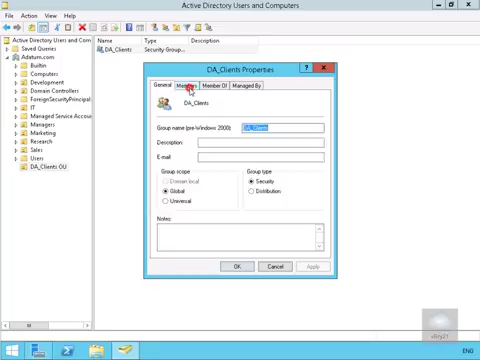 Active Directory Users and Computers
File Action View Help
Active Directory Users and Com
Saved Queries
Adatum.com
Builtin
Computers
Development
Domain Controllers
ForeignSecurityPrincipal
IT
Managed Service Accour
Managers
Marketing
Research
Sales
Users
DA_Clients OU
Name Type Description
DA_Clients Security Group...
DA_Clients Properties
General Members Member Of Managed By
DA_Clients
Group name (pre-Windows 2000): DA_Clients
Description:
E-mail:
Group scope
Domain local
Global
Universal
Group type
Security
Distribution
Notes:
OK Cancel Apply
ENG